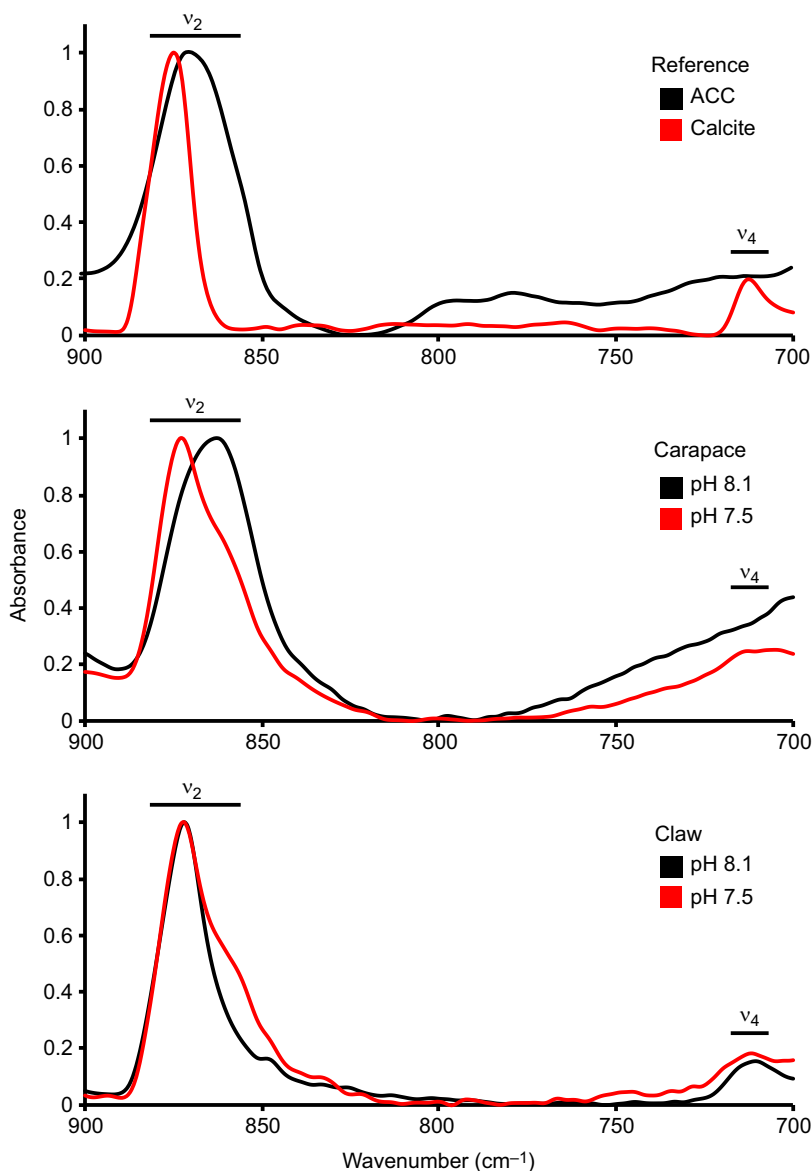 ν2
1
Reference
ACC
0.8
Calcite
0.6
0.4
ν4
0.2
0
900 850 800 750 700
ν2
1
Carapace
pH 8.1
0.8
pH 7.5
0.6
Absorbance
ν4
0.4
0.2
0
900 850 800 750 700
ν2
1
Claw
pH 8.1
0.8
pH 7.5
0.6
0.4
ν4
0.2
0
900 850 800 750 700
Wavenumber (cm–1)